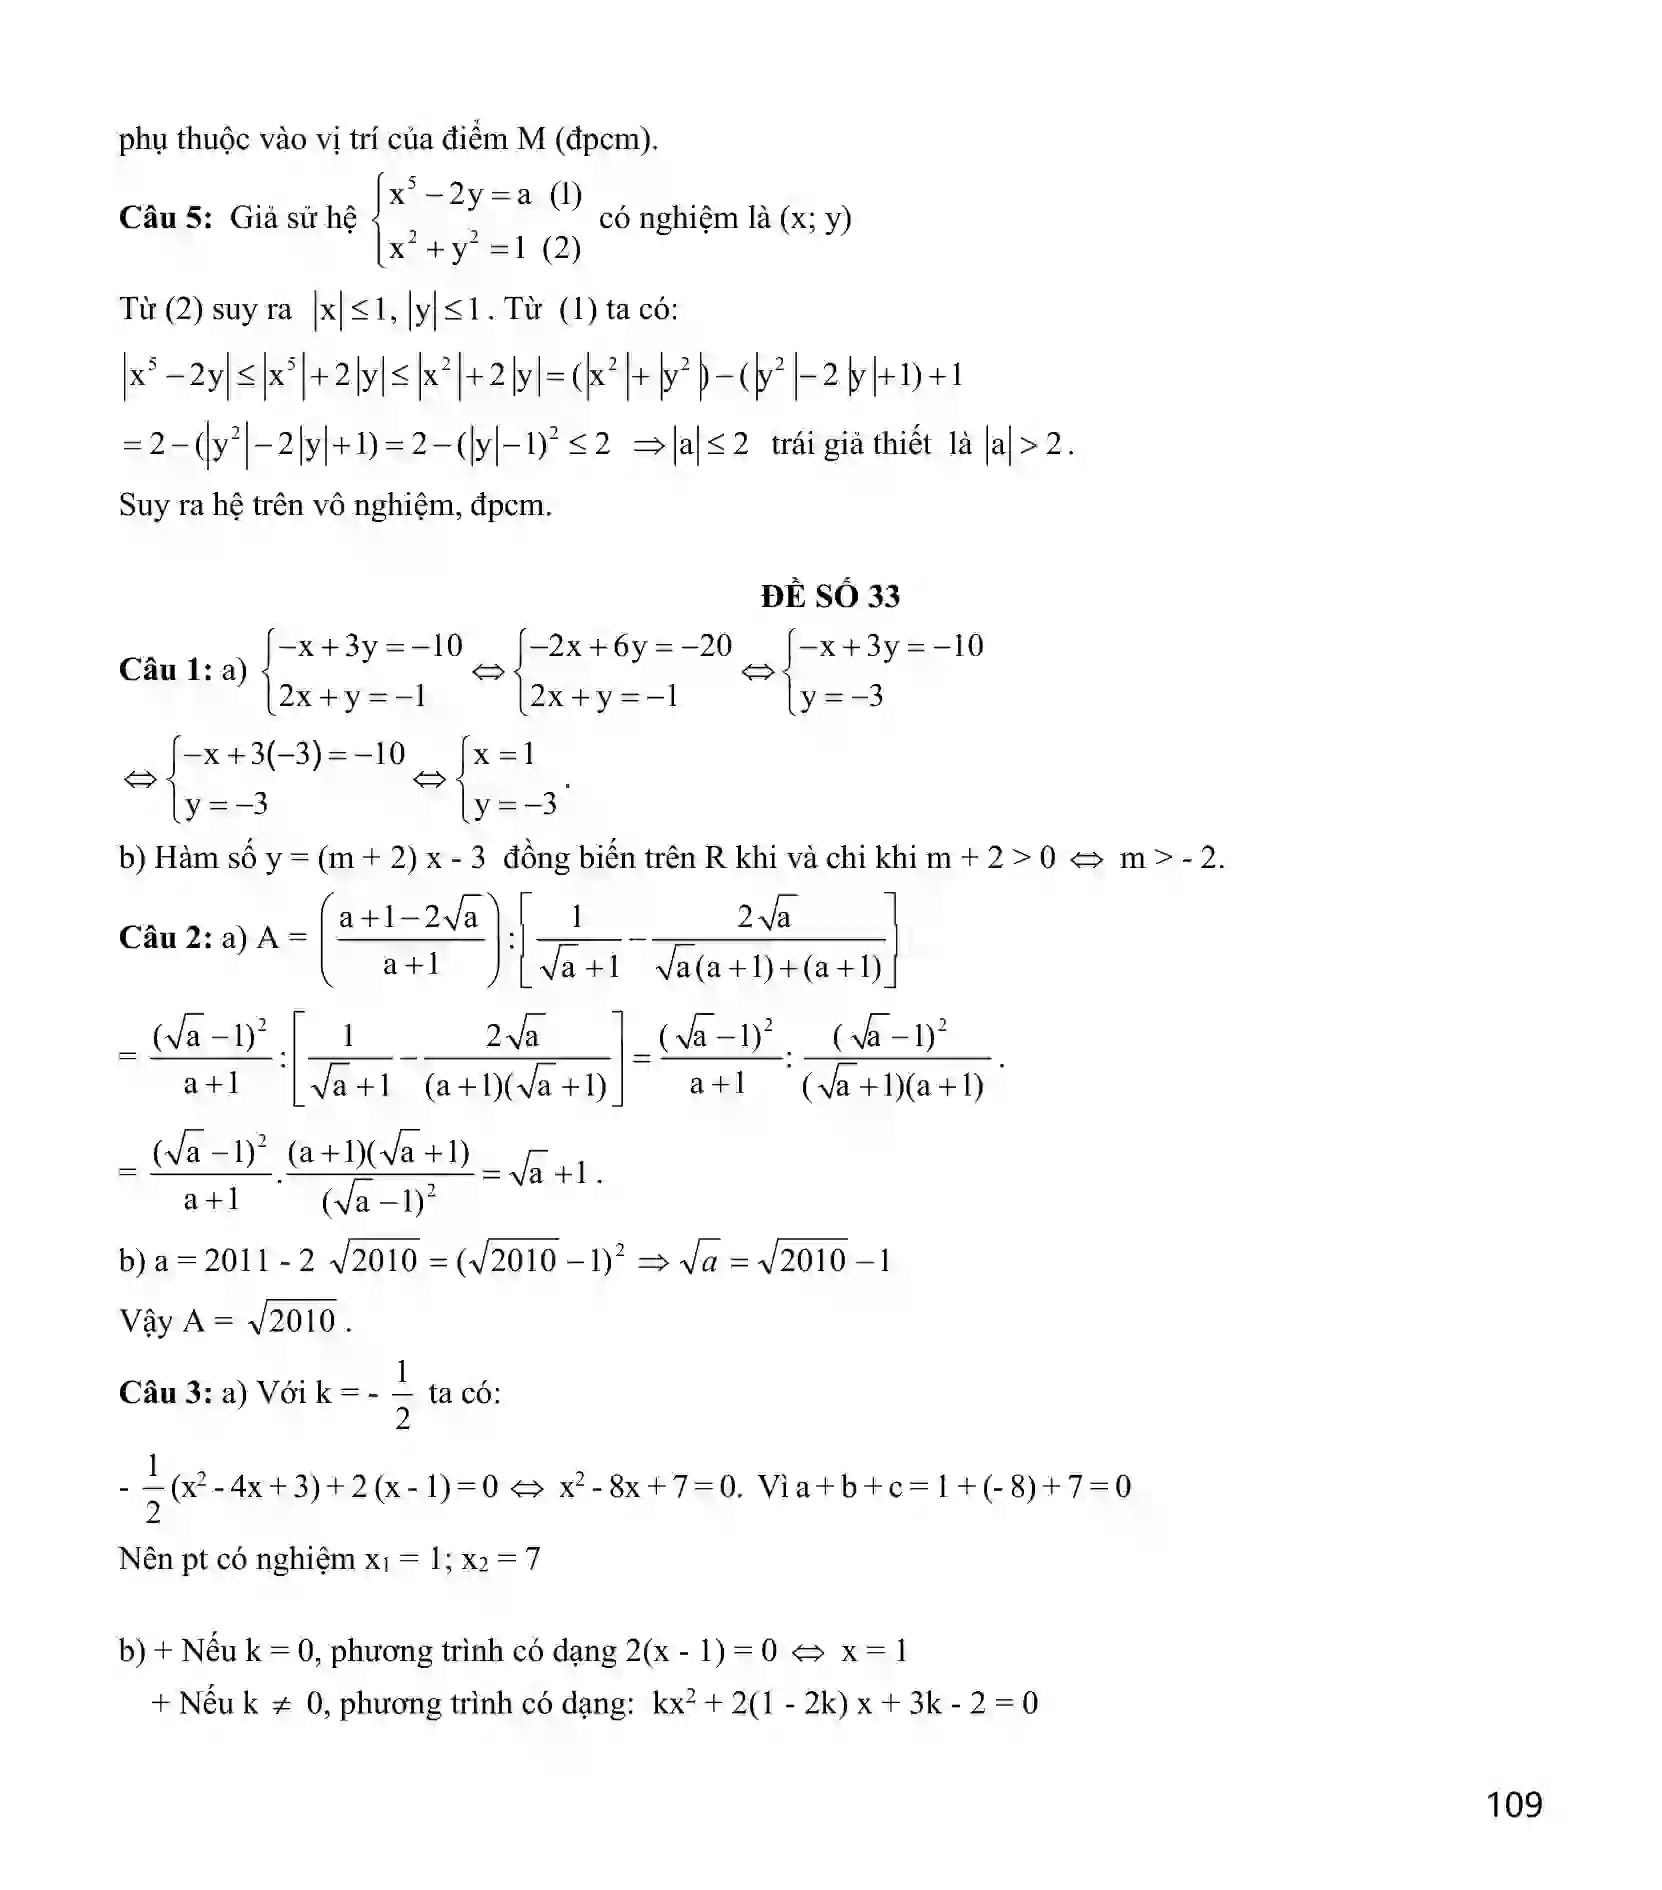 phụ thuộc vào vị trí của điểm M (đpcm).
Câu 5: Giả sử hệ $\begin{cases} x^5 - 2y = a \ (1) \\ x^2 + y^2 = 1 \ (2) \end{cases}$ có nghiệm là (x; y)
Từ (2) suy ra $|x| \le 1, |y| \le 1$. Từ (1) ta có:
$|x^5 - 2y| \le |x^5| + 2|y| \le |x^2| + 2|y| = (|x^2| + |y^2|) - (|y^2| - 2|y| + 1) + 1$
$= 2 - (|y^2| - 2|y| + 1) = 2 - (|y| - 1)^2 \le 2 \Rightarrow |a| \le 2$ trái giả thiết là $|a| > 2$.
Suy ra hệ trên vô nghiệm, đpcm.
ĐỀ SỐ 33
Câu 1: a) $\begin{cases} -x + 3y = -10 \\ 2x + y = -1 \end{cases} \Leftrightarrow \begin{cases} -2x + 6y = -20 \\ 2x + y = -1 \end{cases} \Leftrightarrow \begin{cases} -x + 3y = -10 \\ y = -3 \end{cases}$
$\Leftrightarrow \begin{cases} -x + 3(-3) = -10 \\ y = -3 \end{cases} \Leftrightarrow \begin{cases} x = 1 \\ y = -3 \end{cases}$.
b) Hàm số y = (m + 2) x - 3 đồng biến trên R khi và chi khi m + 2 > 0 ⇔ m > - 2.
Câu 2: a) A = $\left( \frac{a + 1 - 2\sqrt{a}}{a + 1} \right) : \left[ \frac{1}{\sqrt{a} + 1} - \frac{2\sqrt{a}}{\sqrt{a}(a + 1) + (a + 1)} \right]$
= $\frac{(\sqrt{a} - 1)^2}{a + 1} : \left[ \frac{1}{\sqrt{a} + 1} - \frac{2\sqrt{a}}{(a + 1)(\sqrt{a} + 1)} \right] = \frac{(\sqrt{a} - 1)^2}{a + 1} : \frac{(\sqrt{a} - 1)^2}{(\sqrt{a} + 1)(a + 1)}$.
= $\frac{(\sqrt{a} - 1)^2}{a + 1} . \frac{(a + 1)(\sqrt{a} + 1)}{(\sqrt{a} - 1)^2} = \sqrt{a} + 1$.
b) a = 2011 - 2 $\sqrt{2010} = (\sqrt{2010} - 1)^2 \Rightarrow \sqrt{a} = \sqrt{2010} - 1$
Vậy A = $\sqrt{2010}$.
Câu 3: a) Với k = - $\frac{1}{2}$ ta có:
- $\frac{1}{2}$ (x² - 4x + 3) + 2 (x - 1) = 0 ⇔ x² - 8x + 7 = 0. Vì a + b + c = 1 + (- 8) + 7 = 0
Nên pt có nghiệm x₁ = 1; x₂ = 7
b) + Nếu k = 0, phương trình có dạng 2(x - 1) = 0 ⇔ x = 1
+ Nếu k ≠ 0, phương trình có dạng: kx² + 2(1 - 2k) x + 3k - 2 = 0
109